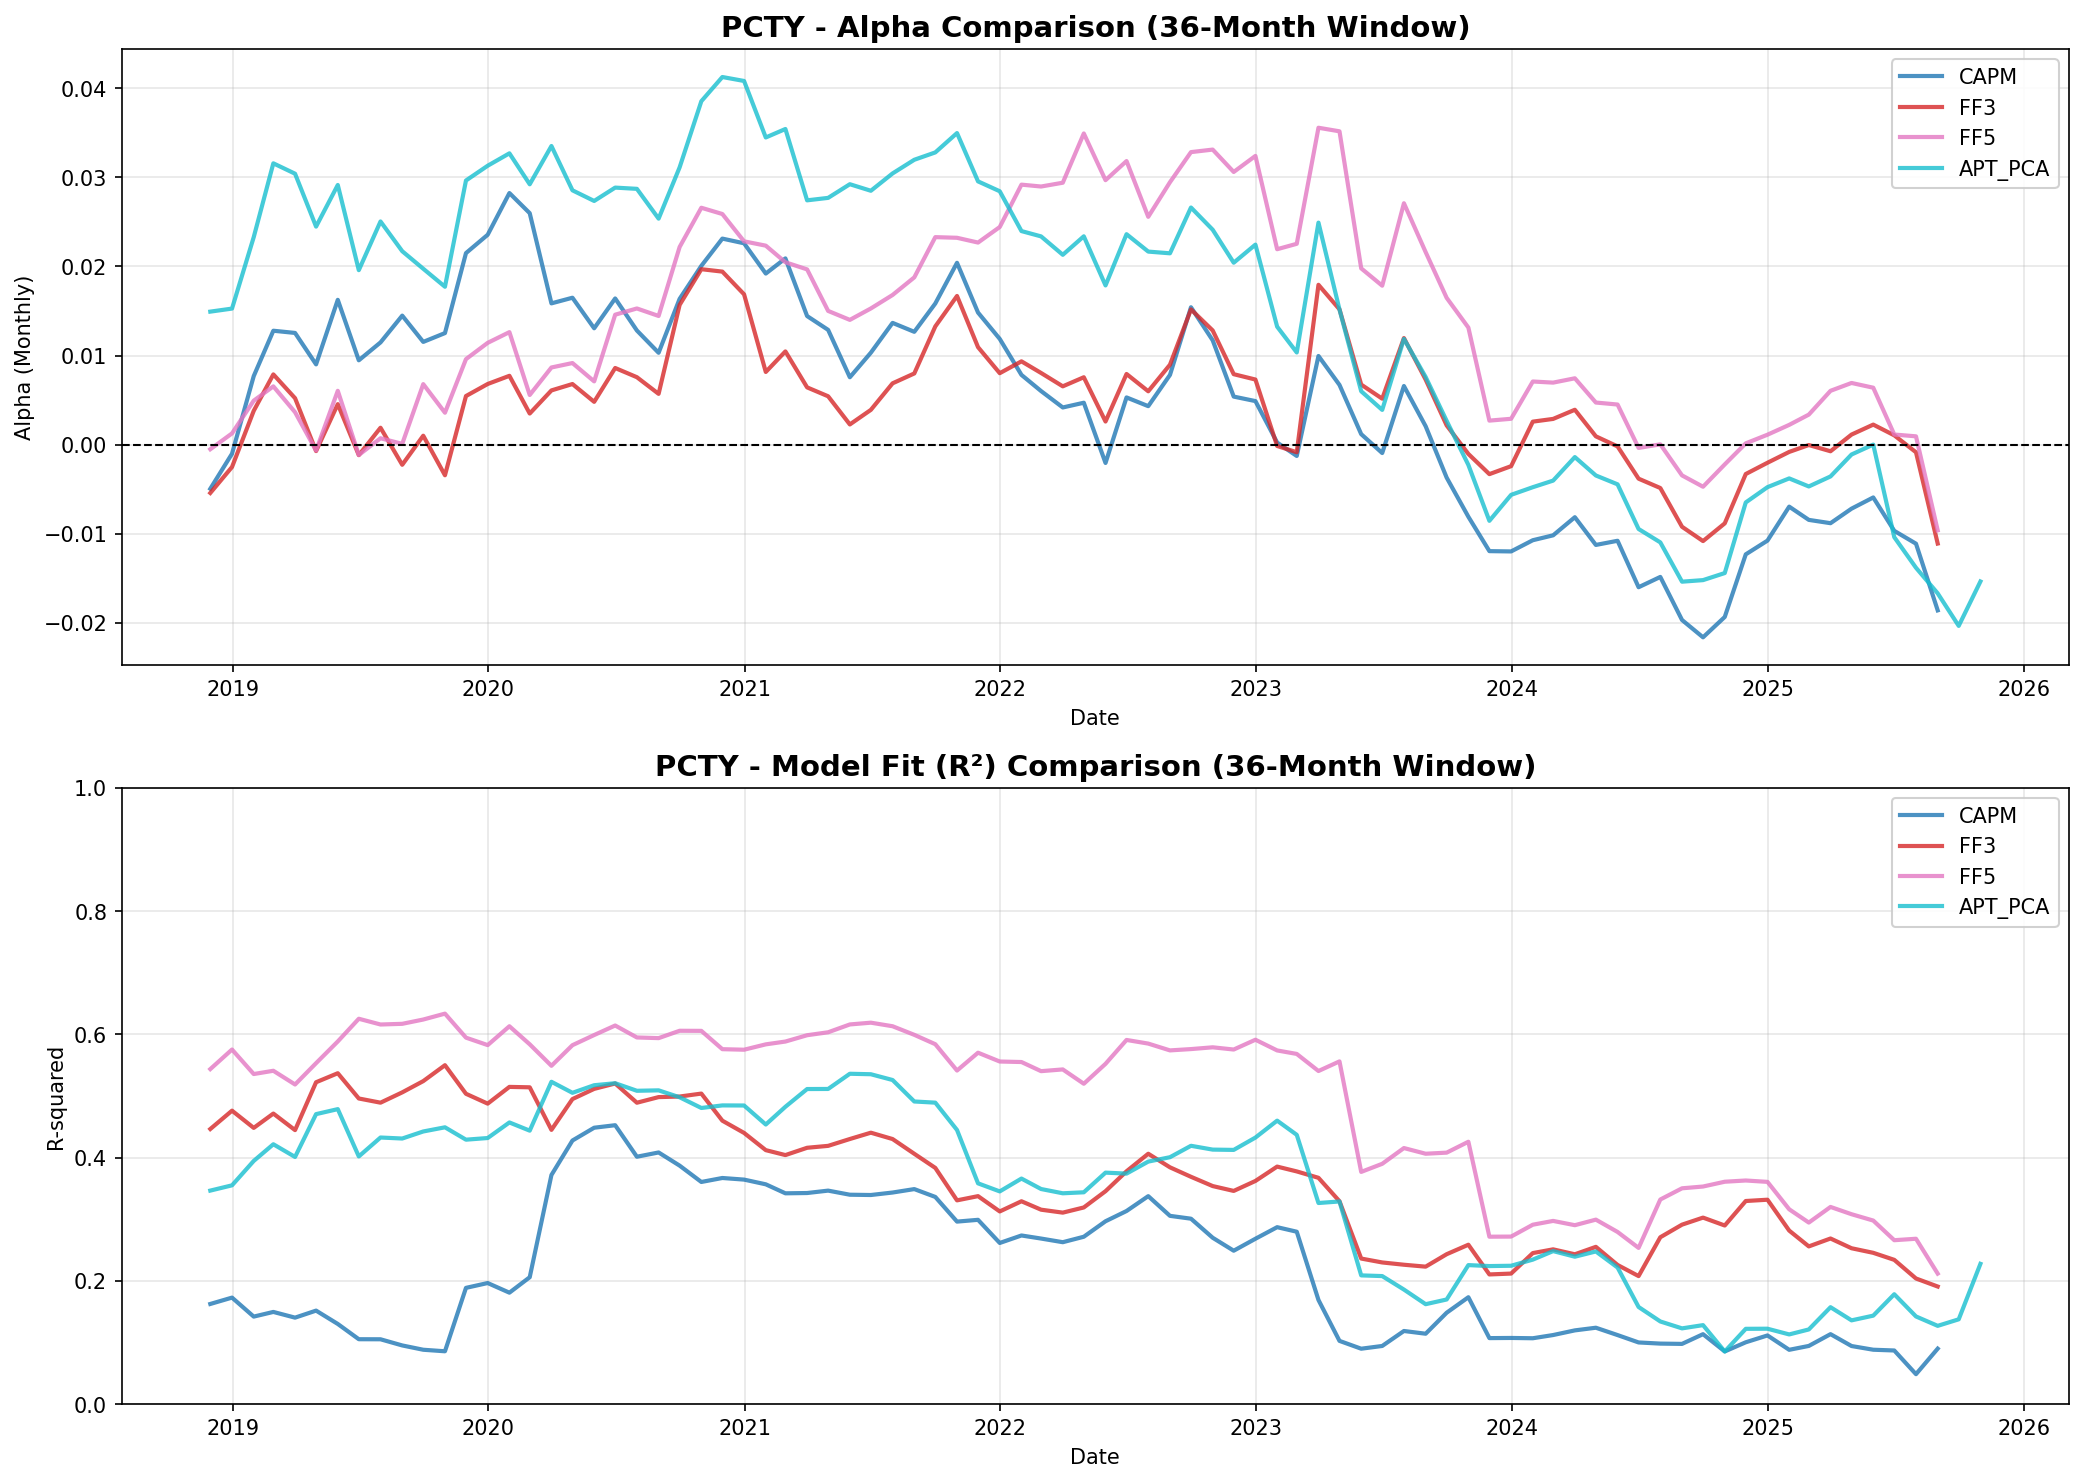 PCTY - Alpha Comparison (36-Month Window)
Alpha (Monthly)
0.04
0.03
0.02
0.01
0.00
−0.01
−0.02
CAPM
FF3
FF5
APT_PCA
2019 2020 2021 2022 2023 2024 2025 2026
Date
PCTY - Model Fit (R²) Comparison (36-Month Window)
R-squared
1.0
0.8
0.6
0.4
0.2
0.0
CAPM
FF3
FF5
APT_PCA
2019 2020 2021 2022 2023 2024 2025 2026
Date